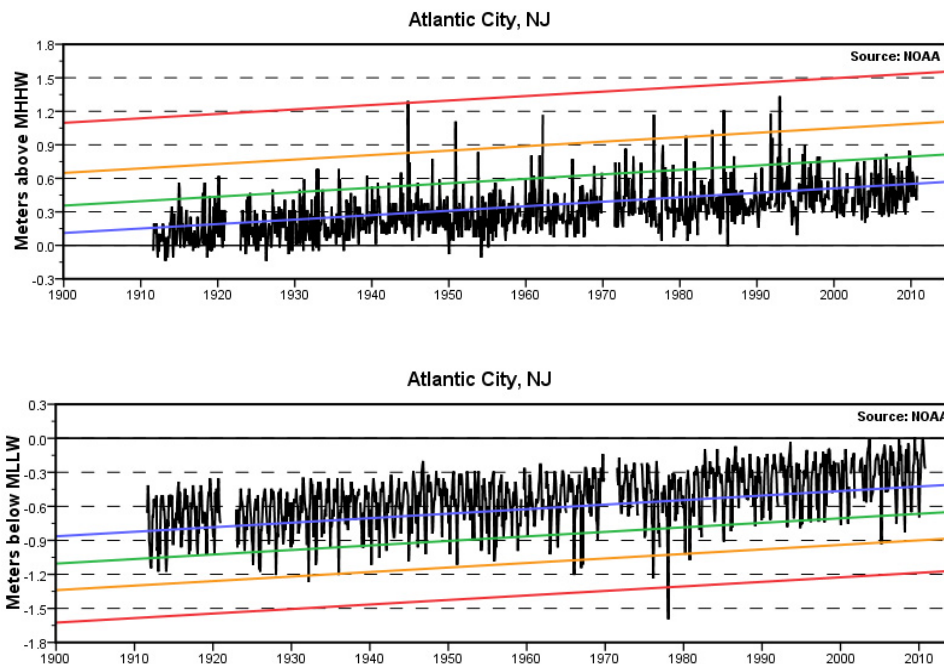 Atlantic City, NJ
Source: NOAA
Meters above MHHW
1.8
1.5
1.2
0.9
0.6
0.3
0.0
-0.3
1900 1910 1920 1930 1940 1950 1960 1970 1980 1990 2000 2010
Atlantic City, NJ
Source: NOAA
Meters below MLLW
0.3
0.0
-0.3
-0.6
-0.9
-1.2
-1.5
-1.8
1900 1910 1920 1930 1940 1950 1960 1970 1980 1990 2000 2010